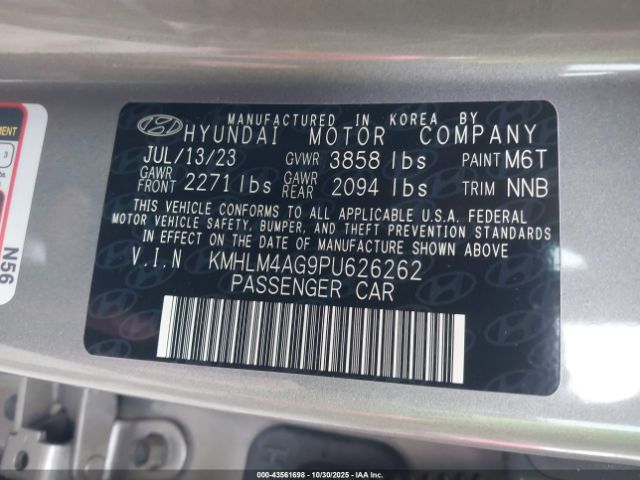 MANUFACTURED IN KOREA BY
HYUNDAI MOTOR COMPANY
JUL/13/23 GVWR 3858 lbs PAINT M6T
GAWR FRONT 2271 lbs GAWR REAR 2094 lbs TRIM NNB
THIS VEHICLE CONFORMS TO ALL APPLICABLE U.S.A. FEDERAL
MOTOR VEHICLE SAFETY, BUMPER, AND THEFT PREVENTION STANDARDS
IN EFFECT ON THE DATE OF MANUFACTURE SHOWN ABOVE
V.I.N KMHLM4AG9PU626262
PASSENGER CAR
MENT
3
N56
000-43561698 - 10/30/2025 - COPART